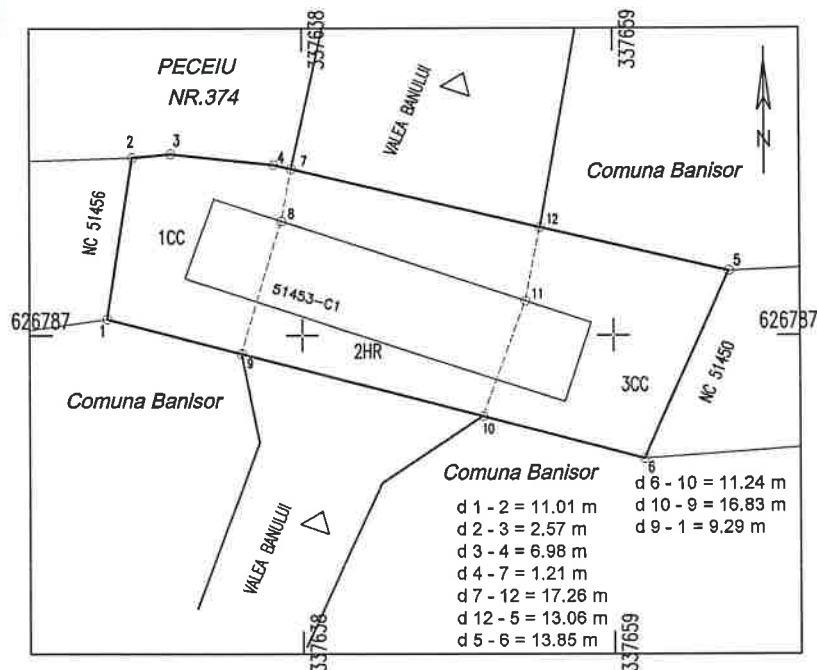 337638
337659
PECEIU
NR.374
VALEA BANULUI
N
2
3
4
7
Comuna Banisor
NC 51456
8
12
1CC
5
51453-C1
11
626787
626787
1
2HR
9
NC 51450
3CC
Comuna Banisor
10
6
Comuna Banisor
d 1 - 2 = 11.01 m
d 2 - 3 = 2.57 m
d 3 - 4 = 6.98 m
d 4 - 7 = 1.21 m
d 7 - 12 = 17.26 m
d 12 - 5 = 13.06 m
d 5 - 6 = 13.85 m
d 6 - 10 = 11.24 m
d 10 - 9 = 16.83 m
d 9 - 1 = 9.29 m
VALEA BANULUI
337638
337659